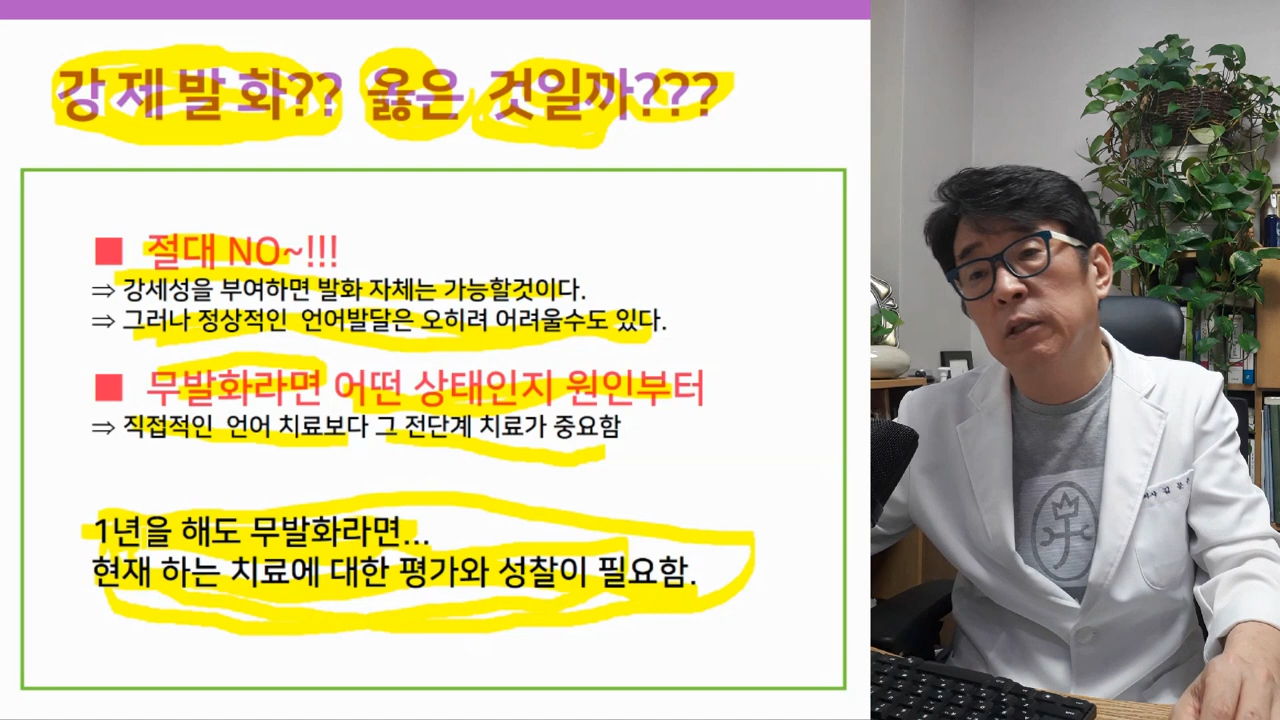 강제발화?? 옳은 것일까???
■ 절대 NO~!!!
⇒ 강세성을 부여하면 발화 자체는 가능할것이다.
⇒ 그러나 정상적인 언어발달은 오히려 어려울수도 있다.
■ 무발화라면 어떤 상태인지 원인부터
⇒ 직접적인 언어 치료보다 그 전단계 치료가 중요함
1년을 해도 무발화라면...
현재 하는 치료에 대한 평가와 성찰이 필요함.